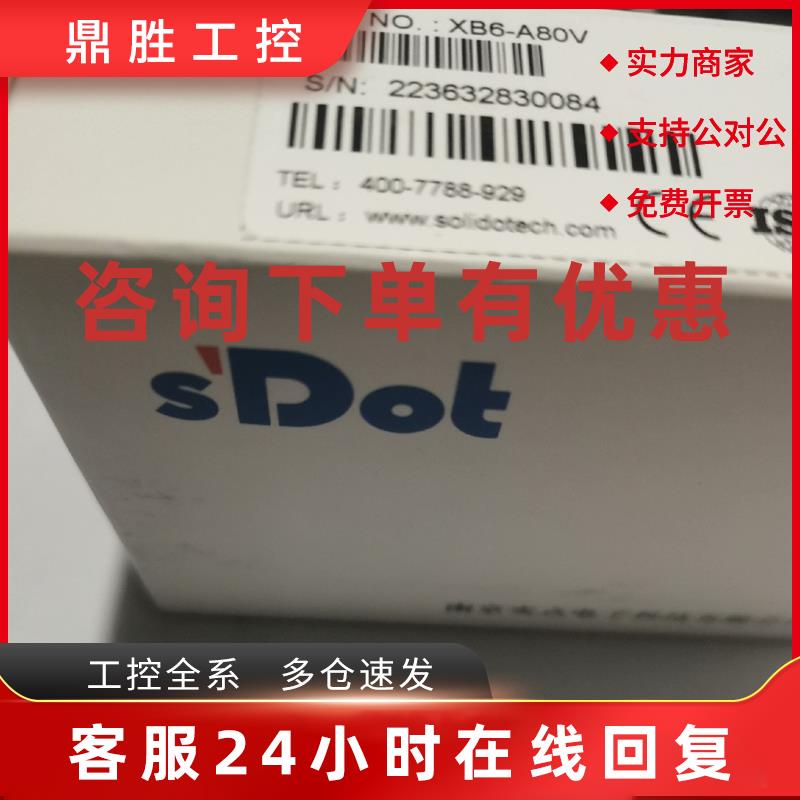 鼎胜工控
NO.：XB6-A80V
S/N: 223632830084
TEL：400-7788-929
URL：www.solidotech.com
CE
IS
实力商家
支持公对公
免费开票
咨询下单有优惠
s'Dot
工控全系 多仓速发
客服24小时在线回复